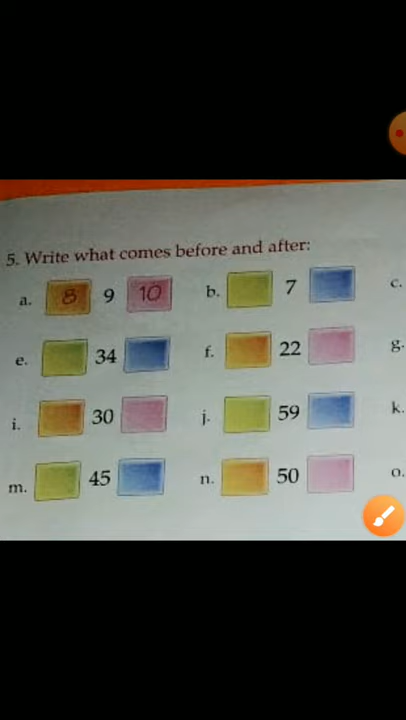 5. Write what comes before and after:
a. 8 9 10 b. 7 c.
e. 34 f. 22 g.
i. 30 j. 59 k.
m. 45 n. 50 o.